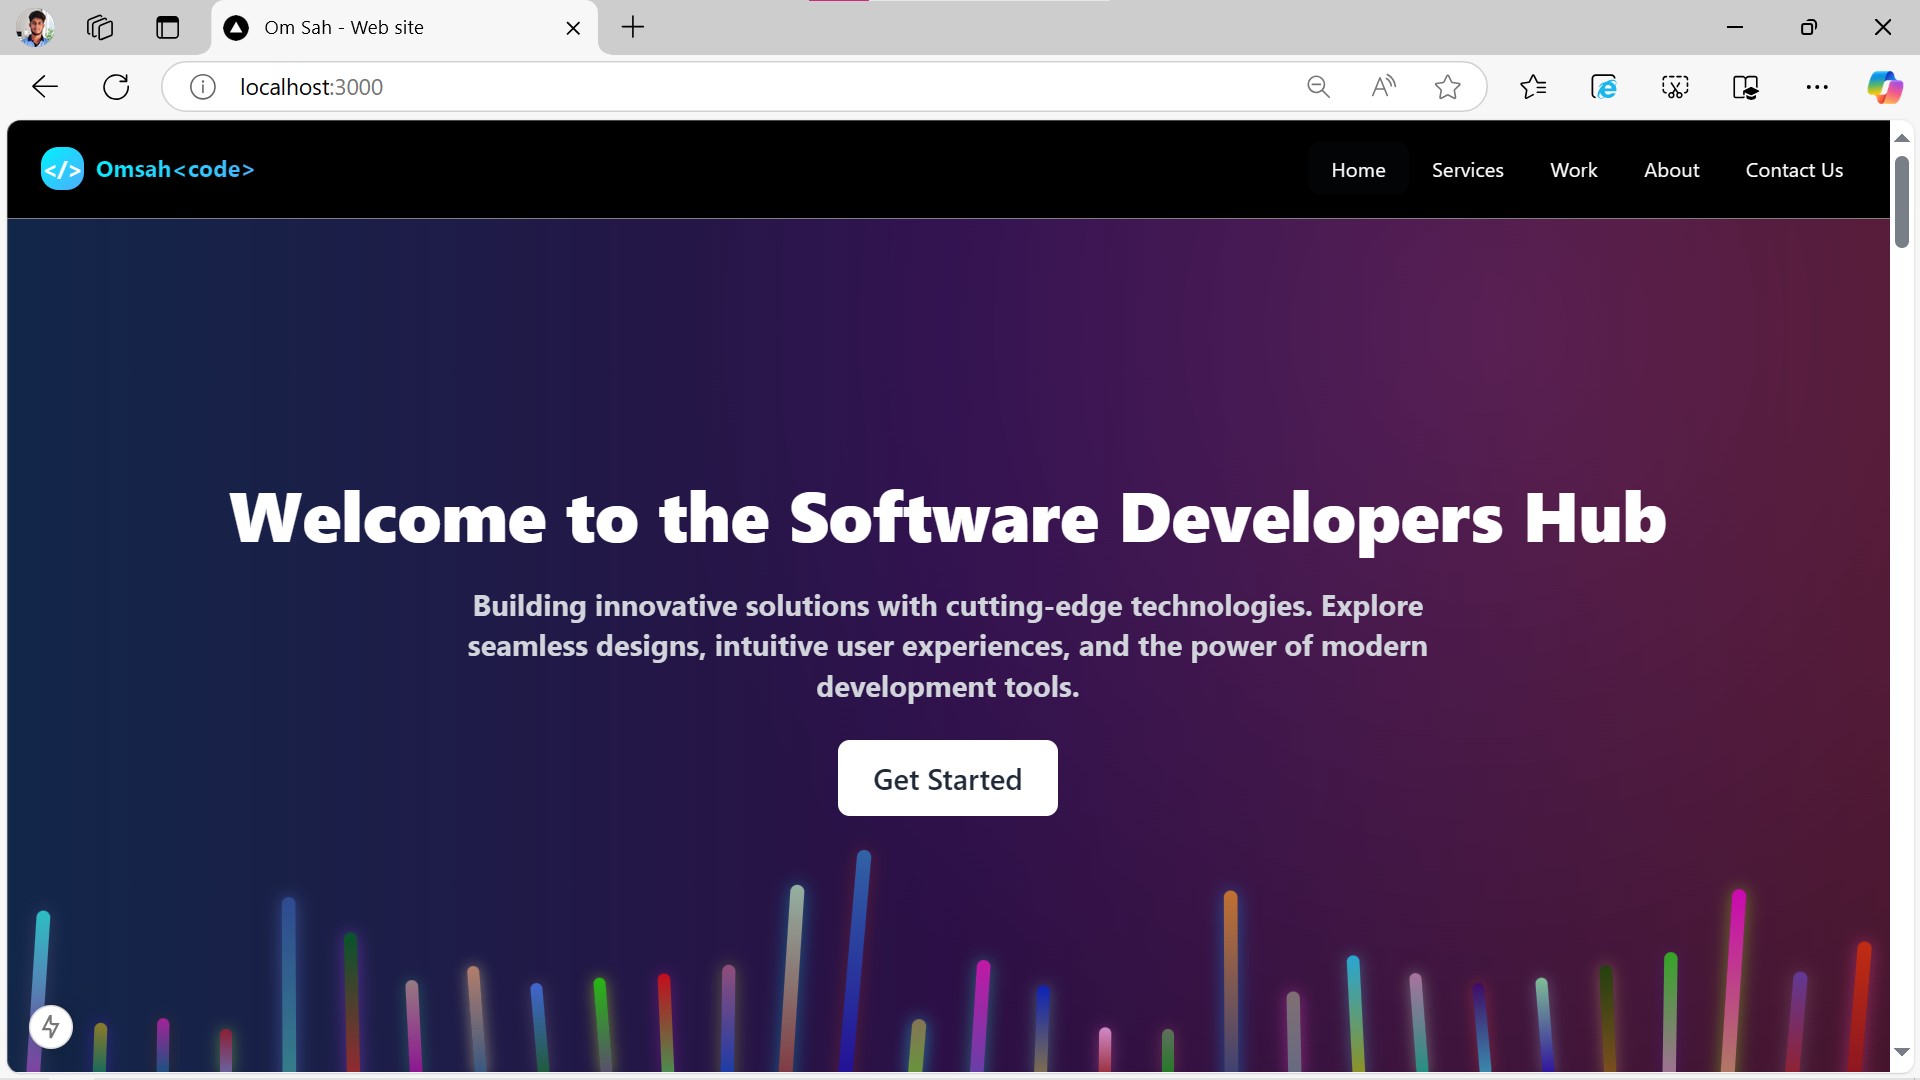 Om Sah - Web site
localhost:3000
</> Omsah<code>
Home Services Work About Contact Us
Welcome to the Software Developers Hub
Building innovative solutions with cutting-edge technologies. Explore
seamless designs, intuitive user experiences, and the power of modern
development tools.
Get Started